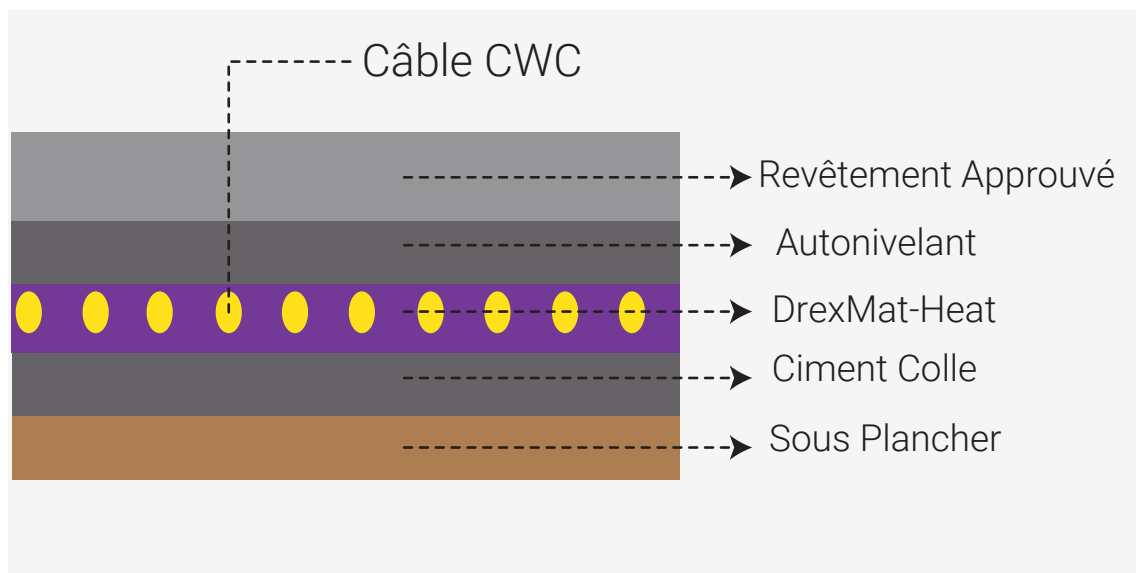 Câble CWC
Revêtement Approuvé
Autonivelant
DrexMat-Heat
Ciment Colle
Sous Plancher